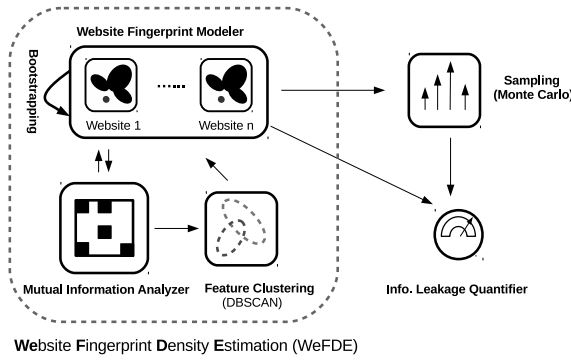 Website Fingerprint Modeler
Bootstrapping
Website 1
Website n
Sampling
(Monte Carlo)
Mutual Information Analyzer
Feature Clustering
(DBSCAN)
Info. Leakage Quantifier
Website Fingerprint Density Estimation (WeFDE)